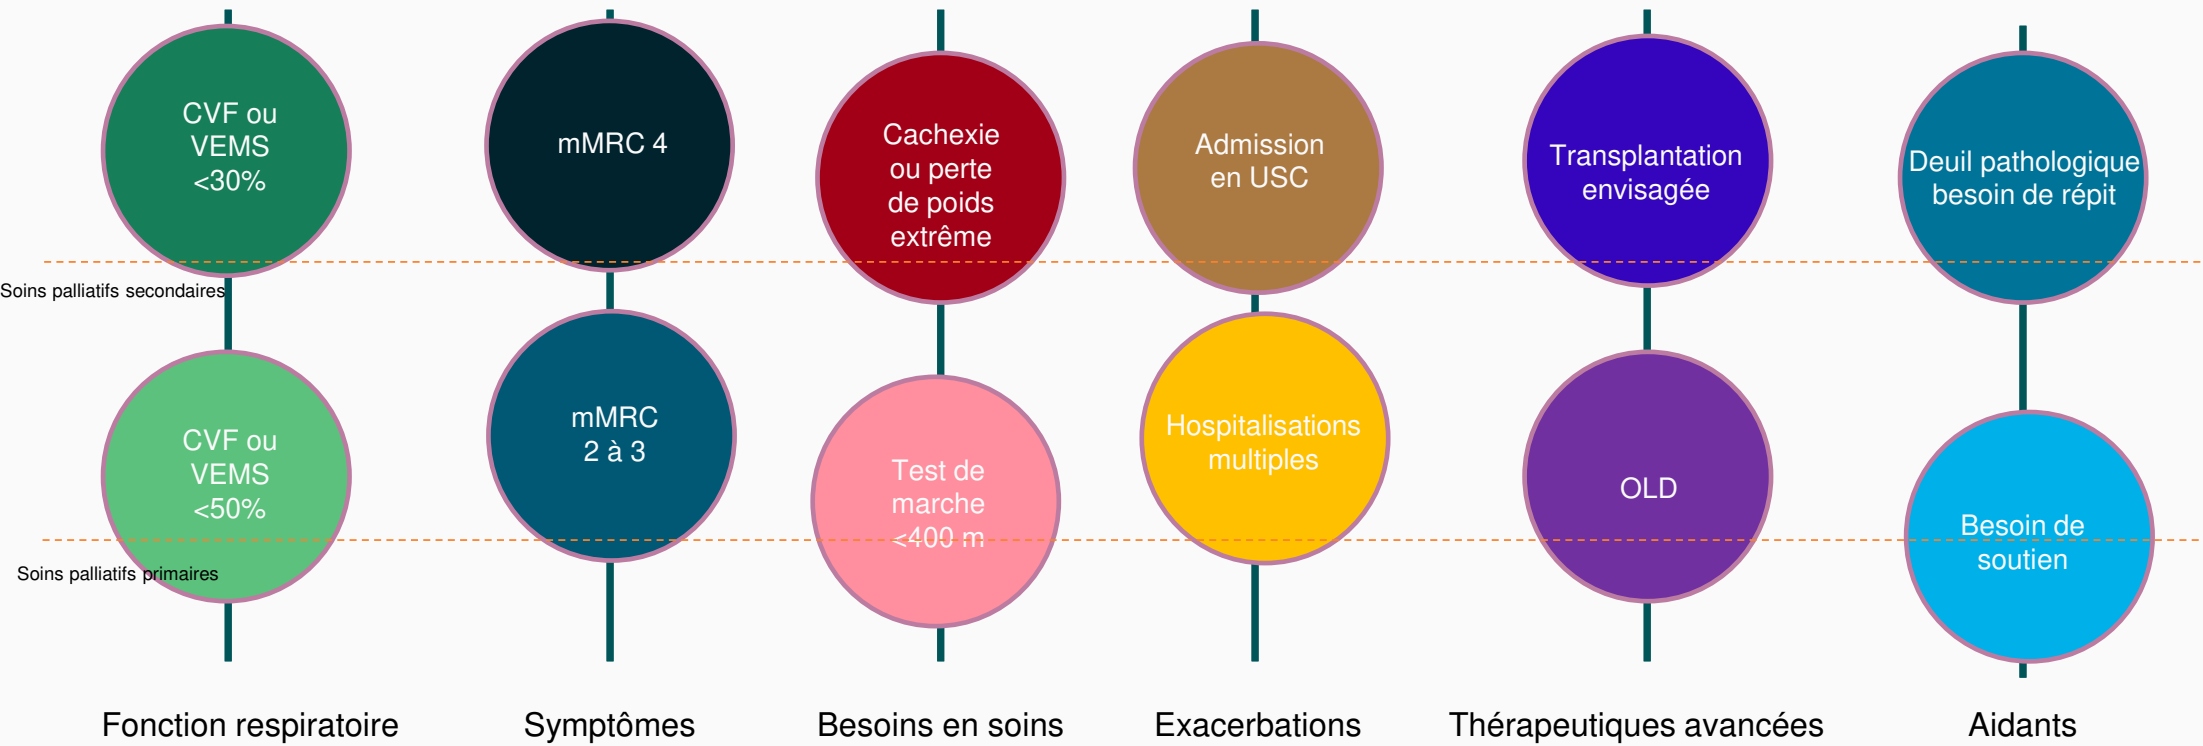 CVF ou
VEMS
<30%
mMRC 4
Cachexie
ou perte
de poids
extrême
Admission
en USC
Transplantation
envisagée
Deuil pathologique
besoin de répit
Soins palliatifs secondaires
CVF ou
VEMS
<50%
mMRC
2 à 3
Test de
marche
<400 m
Hospitalisations
multiples
OLD
Besoin de
soutien
Soins palliatifs primaires
Fonction respiratoire
Symptômes
Besoins en soins
Exacerbations
Thérapeutiques avancées
Aidants